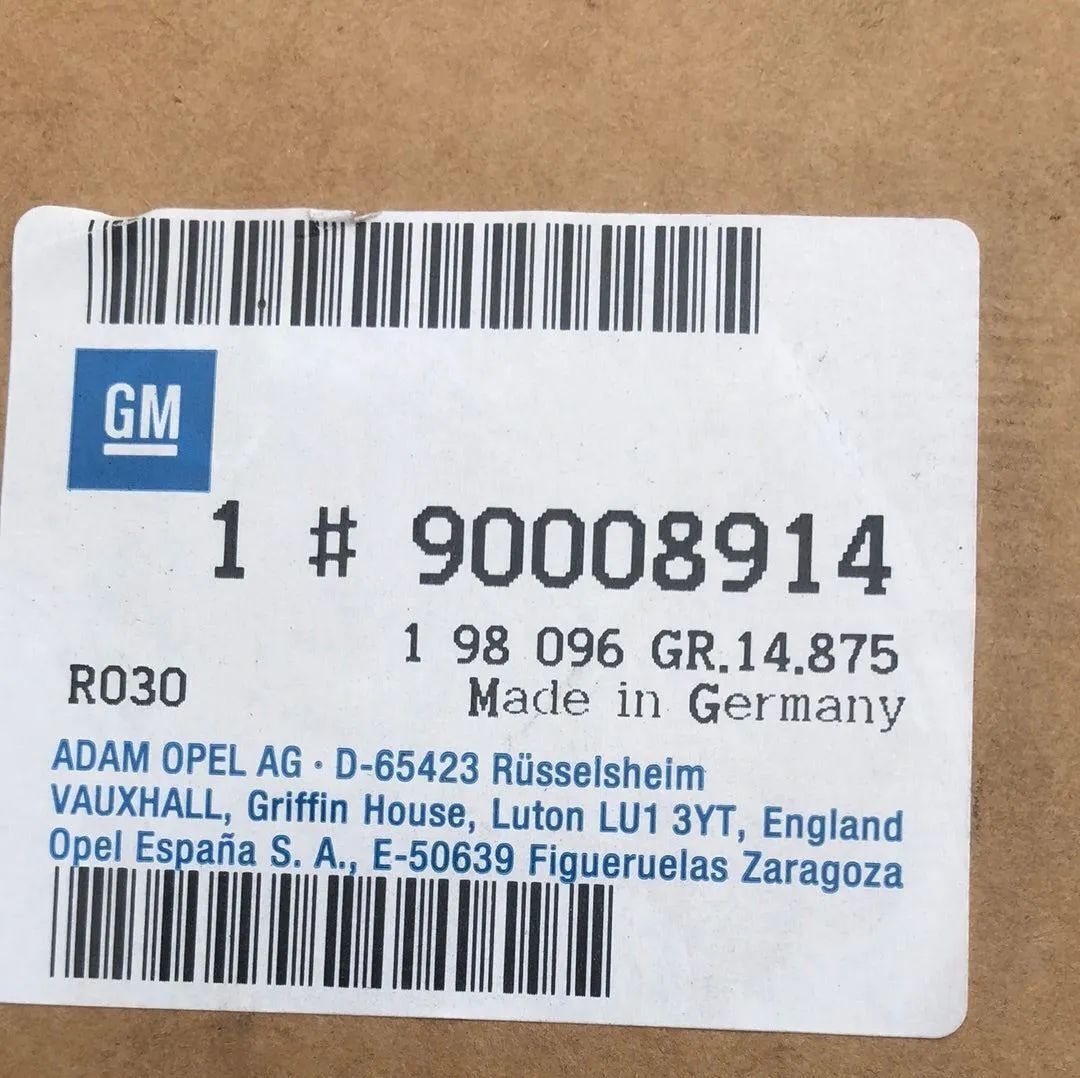 GM
1 # 90008914
1 98 096 GR.14.875
R030
Made in Germany
ADAM OPEL AG · D-65423 Rüsselsheim
VAUXHALL, Griffin House, Luton LU1 3YT, England
Opel España S. A., E-50639 Figueruelas Zaragoza